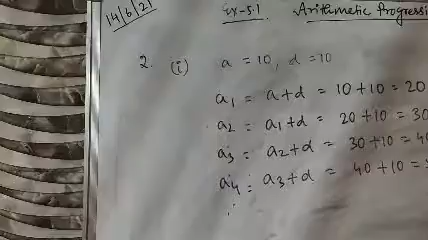 14/6/21
Ex-5.1 Arithmetic Progressi
2. (i) a = 10, d = 10
a1 = a+d = 10+10 = 20
a2 = a1+d = 20+10 = 30
a3 = a2+d = 30+10 = 40
a4 = a3+d = 40+10 =